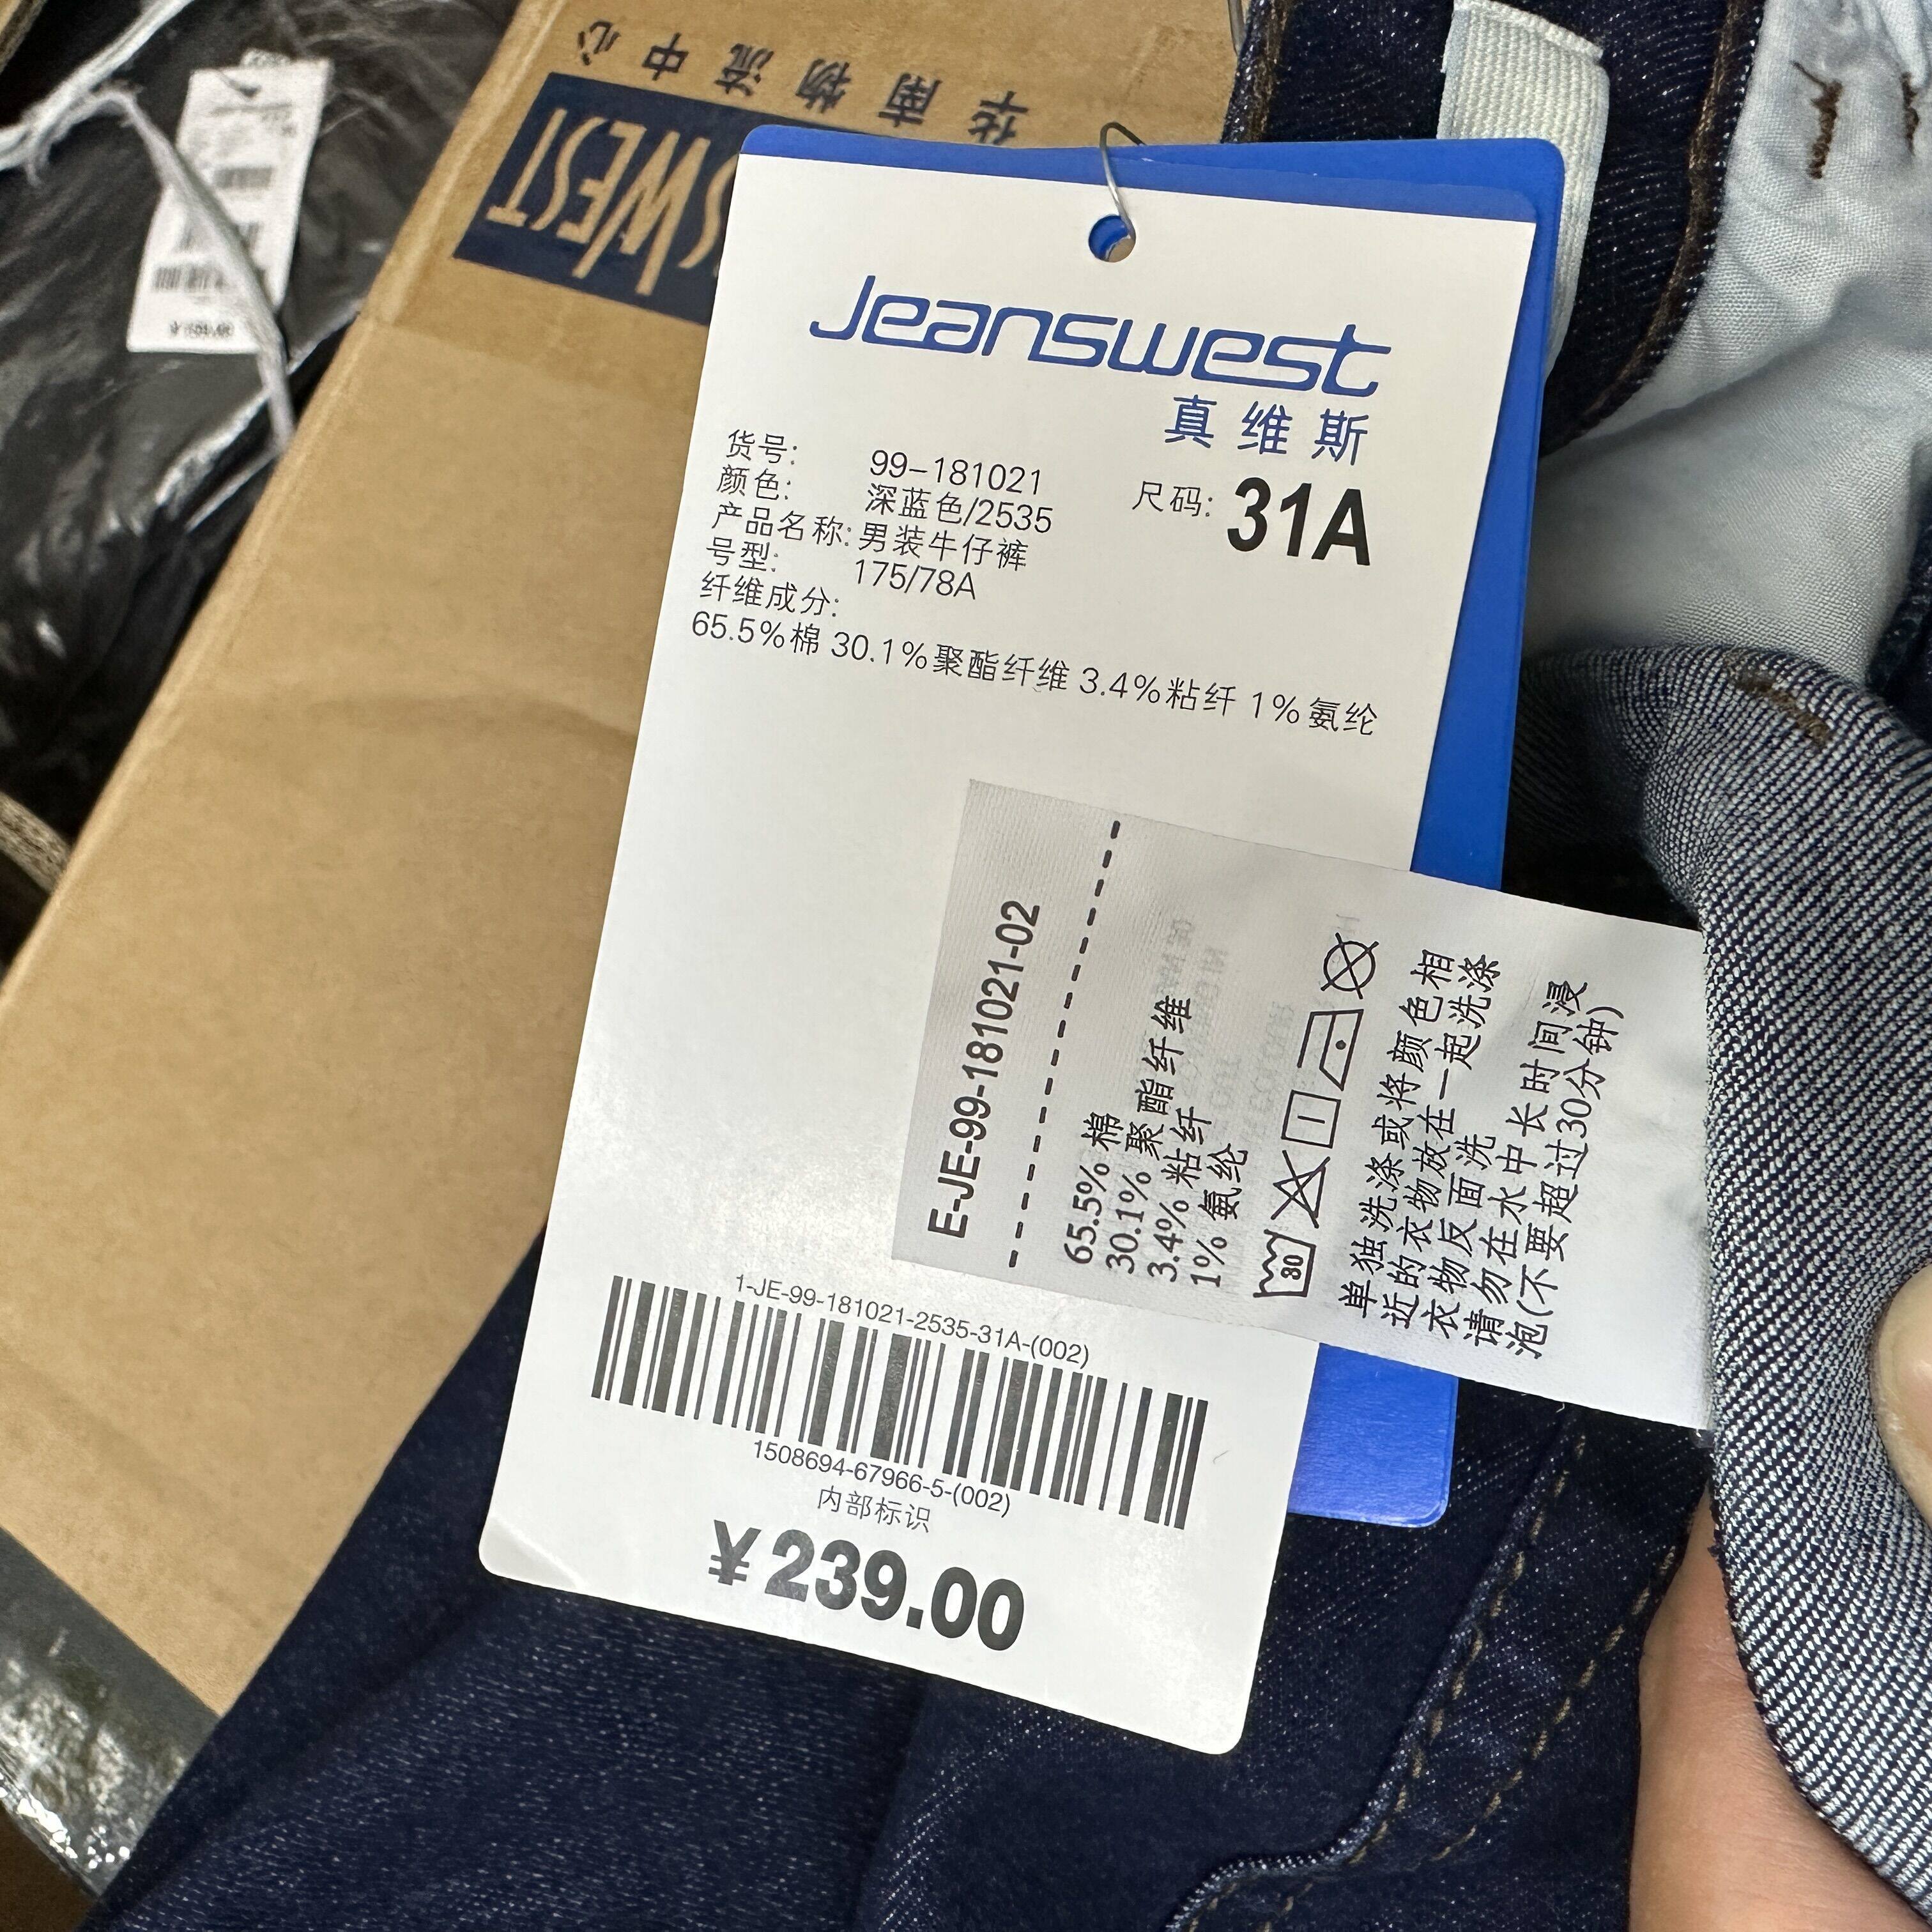 华南物流中心
SWEST
Jeanswest
真维斯
货号: 99-181021
颜色: 深蓝色/2535
尺码: 31A
产品名称: 男装牛仔裤
号型: 175/78A
纤维成分:
65.5%棉 30.1%聚酯纤维 3.4%粘纤 1%氨纶
E-JE-99-181021-02
65.5% 棉
30.1% 聚酯纤维
3.4% 粘纤
1% 氨纶
30
单独洗涤或将颜色相
近的衣物放在一起洗涤
衣物反面洗
请勿在水中长时间浸
泡(不要超过30分钟)
1-JE-99-181021-2535-31A-(002)
1508694-67966-5-(002)
内部标识
¥239.00